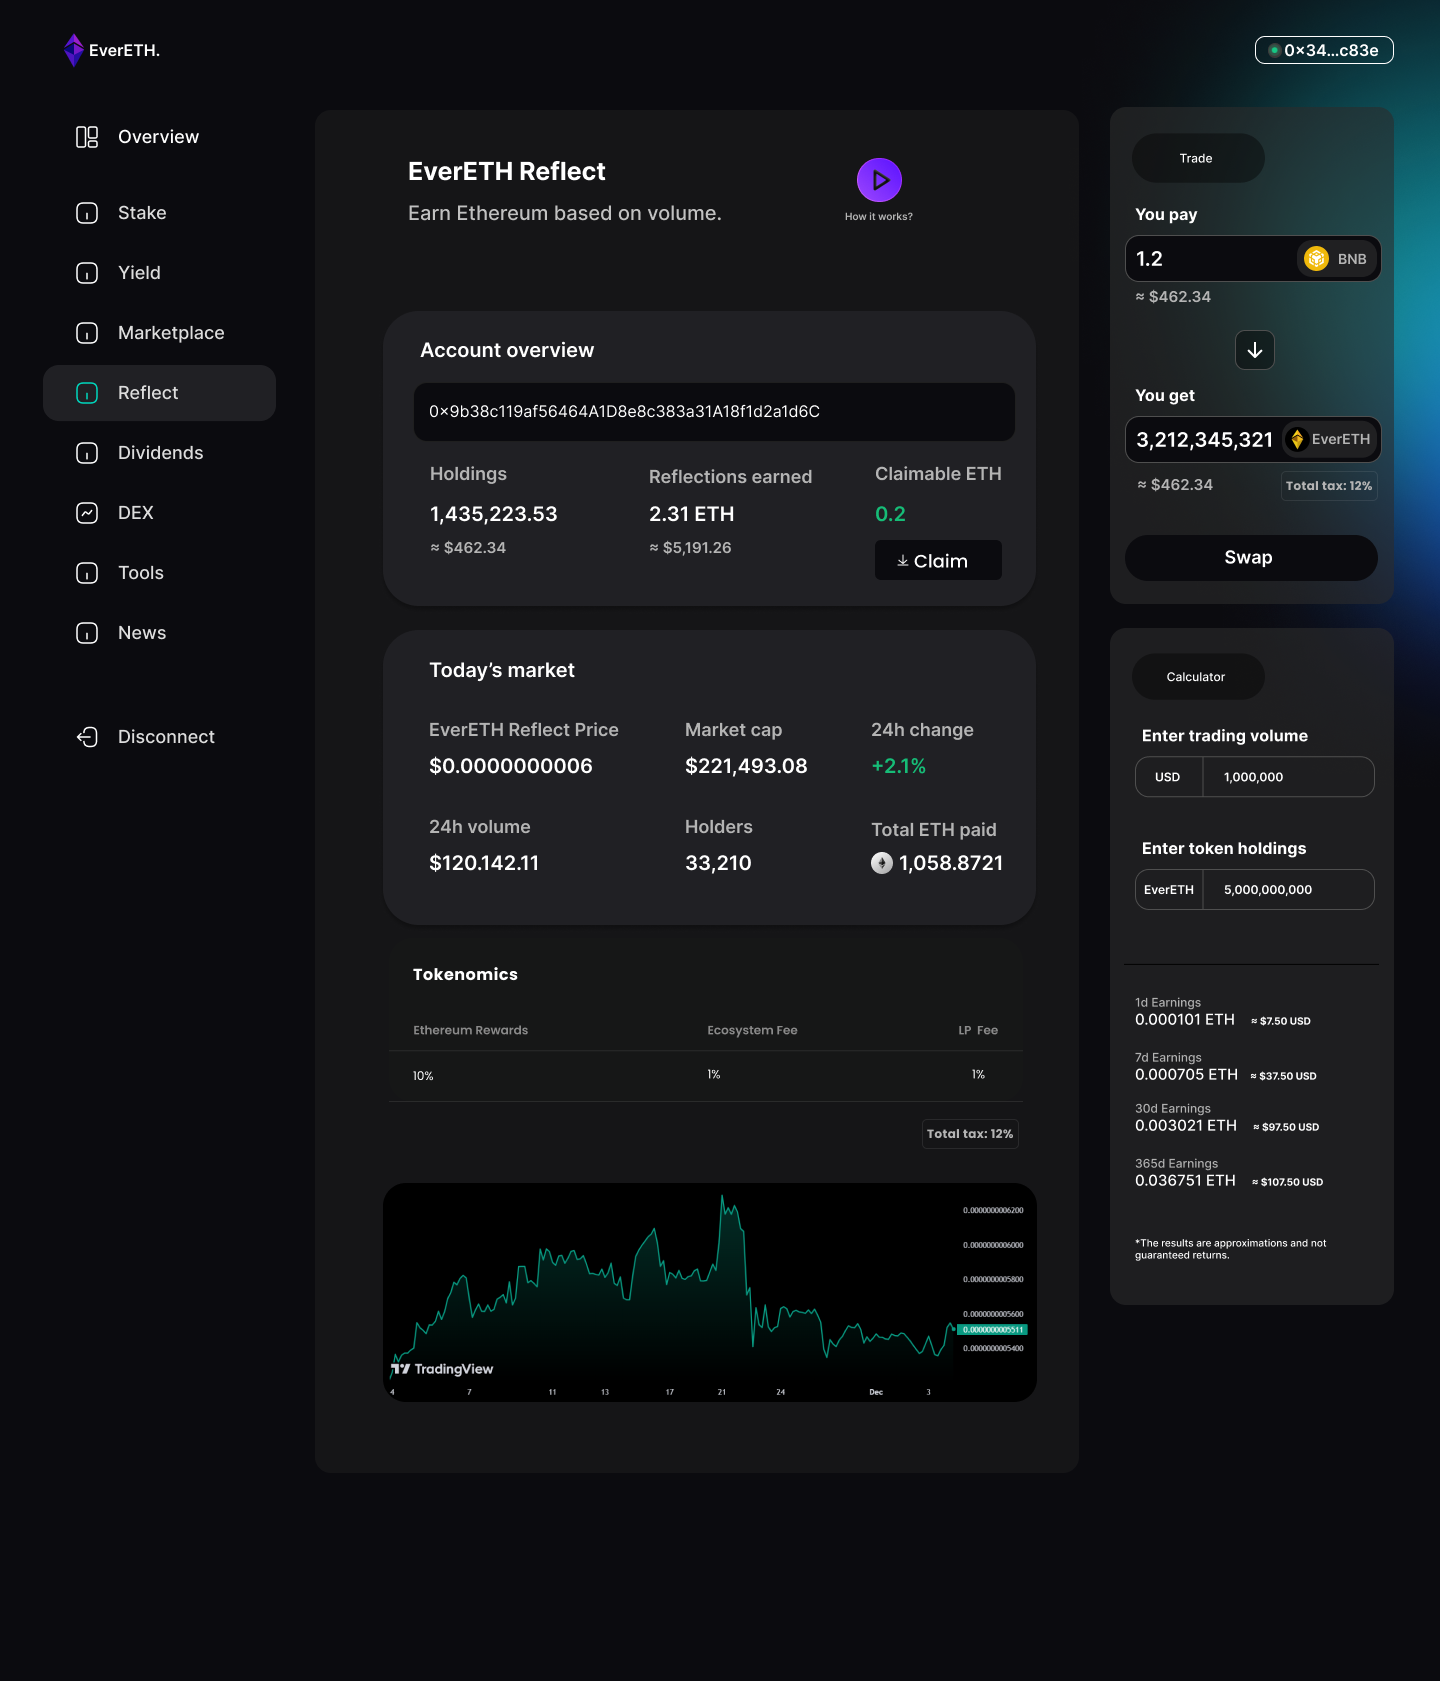 EverETH.
0x34...c83e
Overview
Stake
Yield
Marketplace
Reflect
Dividends
DEX
Tools
News
Disconnect
EverETH Reflect
Earn Ethereum based on volume.
How it works?
Account overview
0x9b38c119af56464A1D8e8c383a31A18f1d2a1d6C
Holdings
1,435,223.53
≈ $462.34
Reflections earned
2.31 ETH
≈ $5,191.26
Claimable ETH
0.2
Claim
Today’s market
EverETH Reflect Price
$0.0000000006
Market cap
$221,493.08
24h change
+2.1%
24h volume
$120.142.11
Holders
33,210
Total ETH paid
1,058.8721
Tokenomics
Ethereum Rewards Ecosystem Fee LP Fee
10% 1% 1%
Total tax: 12%
0.0000000006200
0.0000000006000
0.0000000005800
0.0000000005600
0.0000000005511
0.0000000005400
TradingView
4 7 11 13 17 21 24 Dec 3
Trade
You pay
1.2 BNB
≈ $462.34
You get
3,212,345,321 EverETH
≈ $462.34 Total tax: 12%
Swap
Calculator
Enter trading volume
USD 1,000,000
Enter token holdings
EverETH 5,000,000,000
1d Earnings
0.000101 ETH ≈ $7.50 USD
7d Earnings
0.000705 ETH ≈ $37.50 USD
30d Earnings
0.003021 ETH ≈ $97.50 USD
365d Earnings
0.036751 ETH ≈ $107.50 USD
*The results are approximations and not
guaranteed returns.